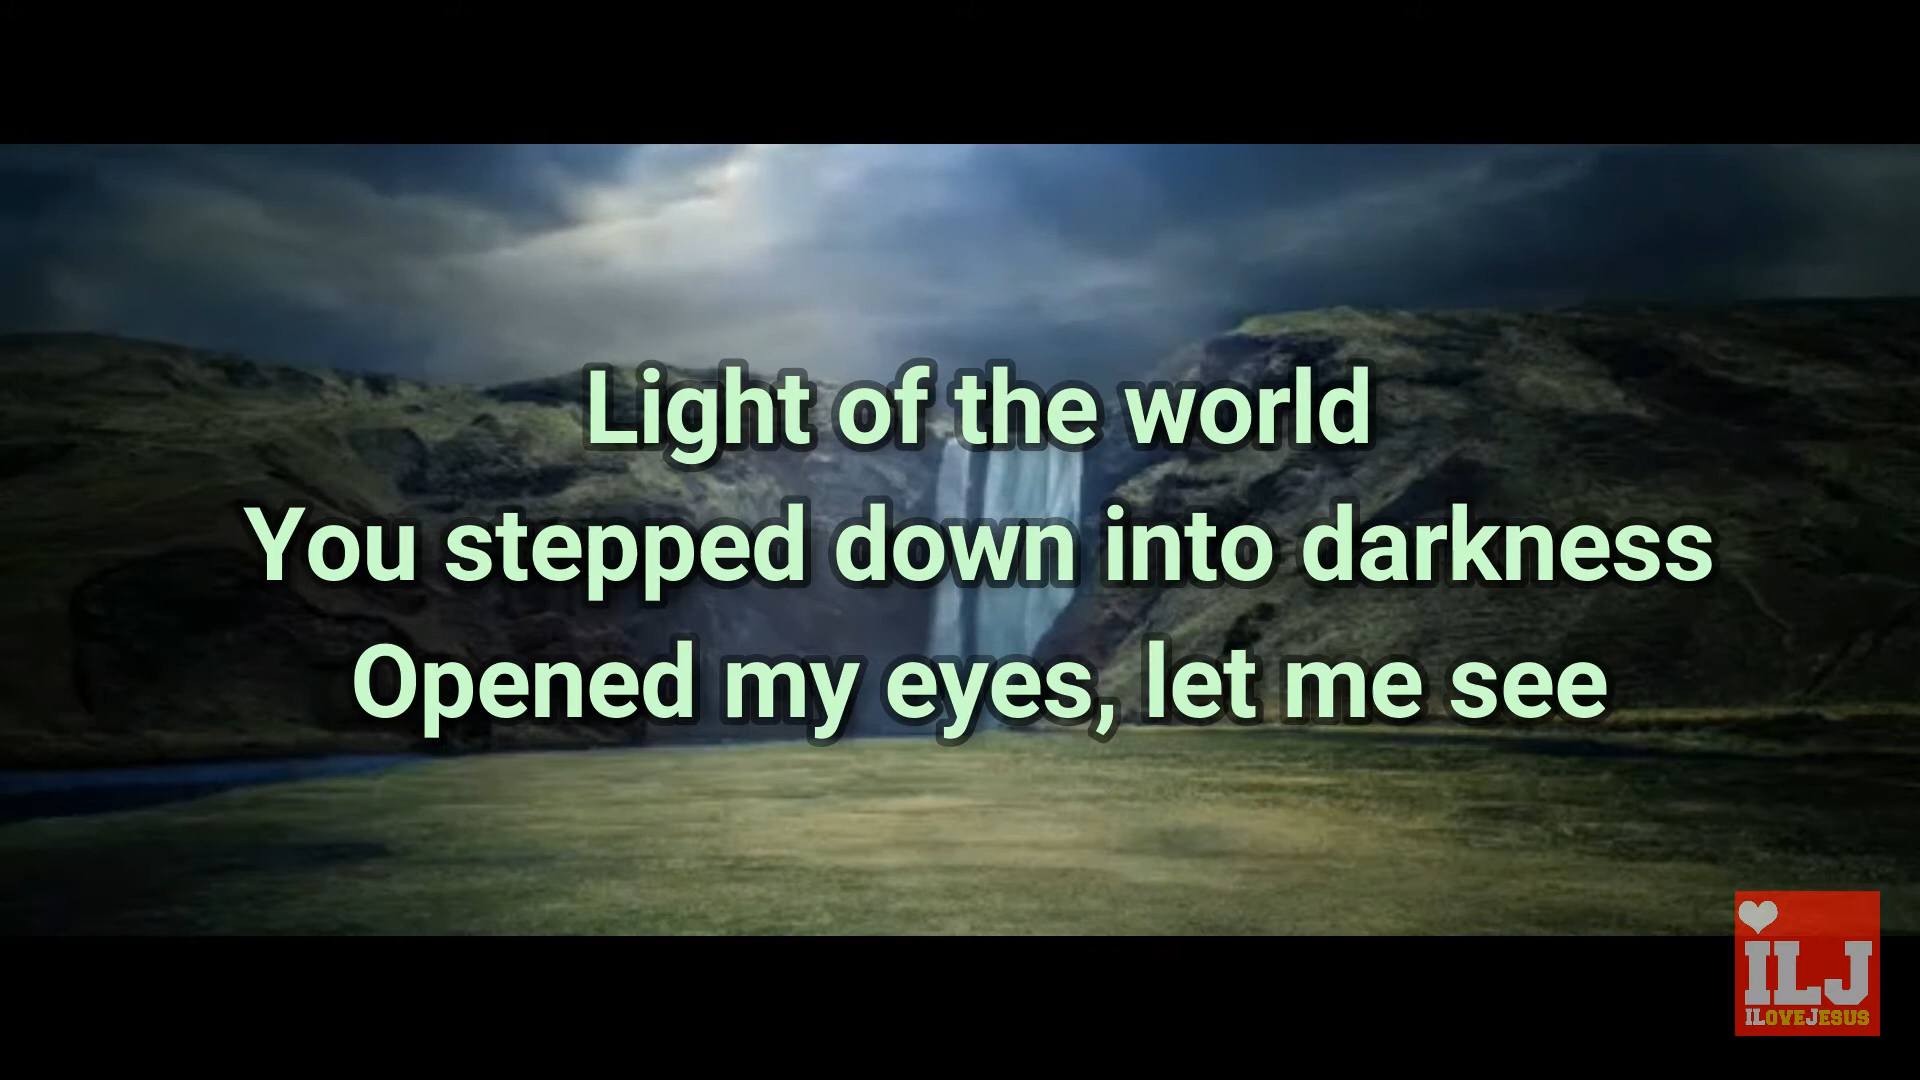 Light of the world
You stepped down into darkness
Opened my eyes, let me see
iLJ
ILOVEJESUS